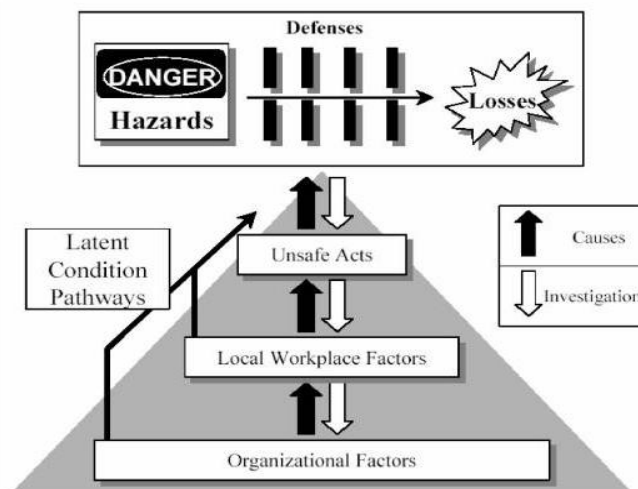 Defenses
DANGER
Hazards
Losses
Latent
Condition
Pathways
Unsafe Acts
Causes
Investigation
Local Workplace Factors
Organizational Factors